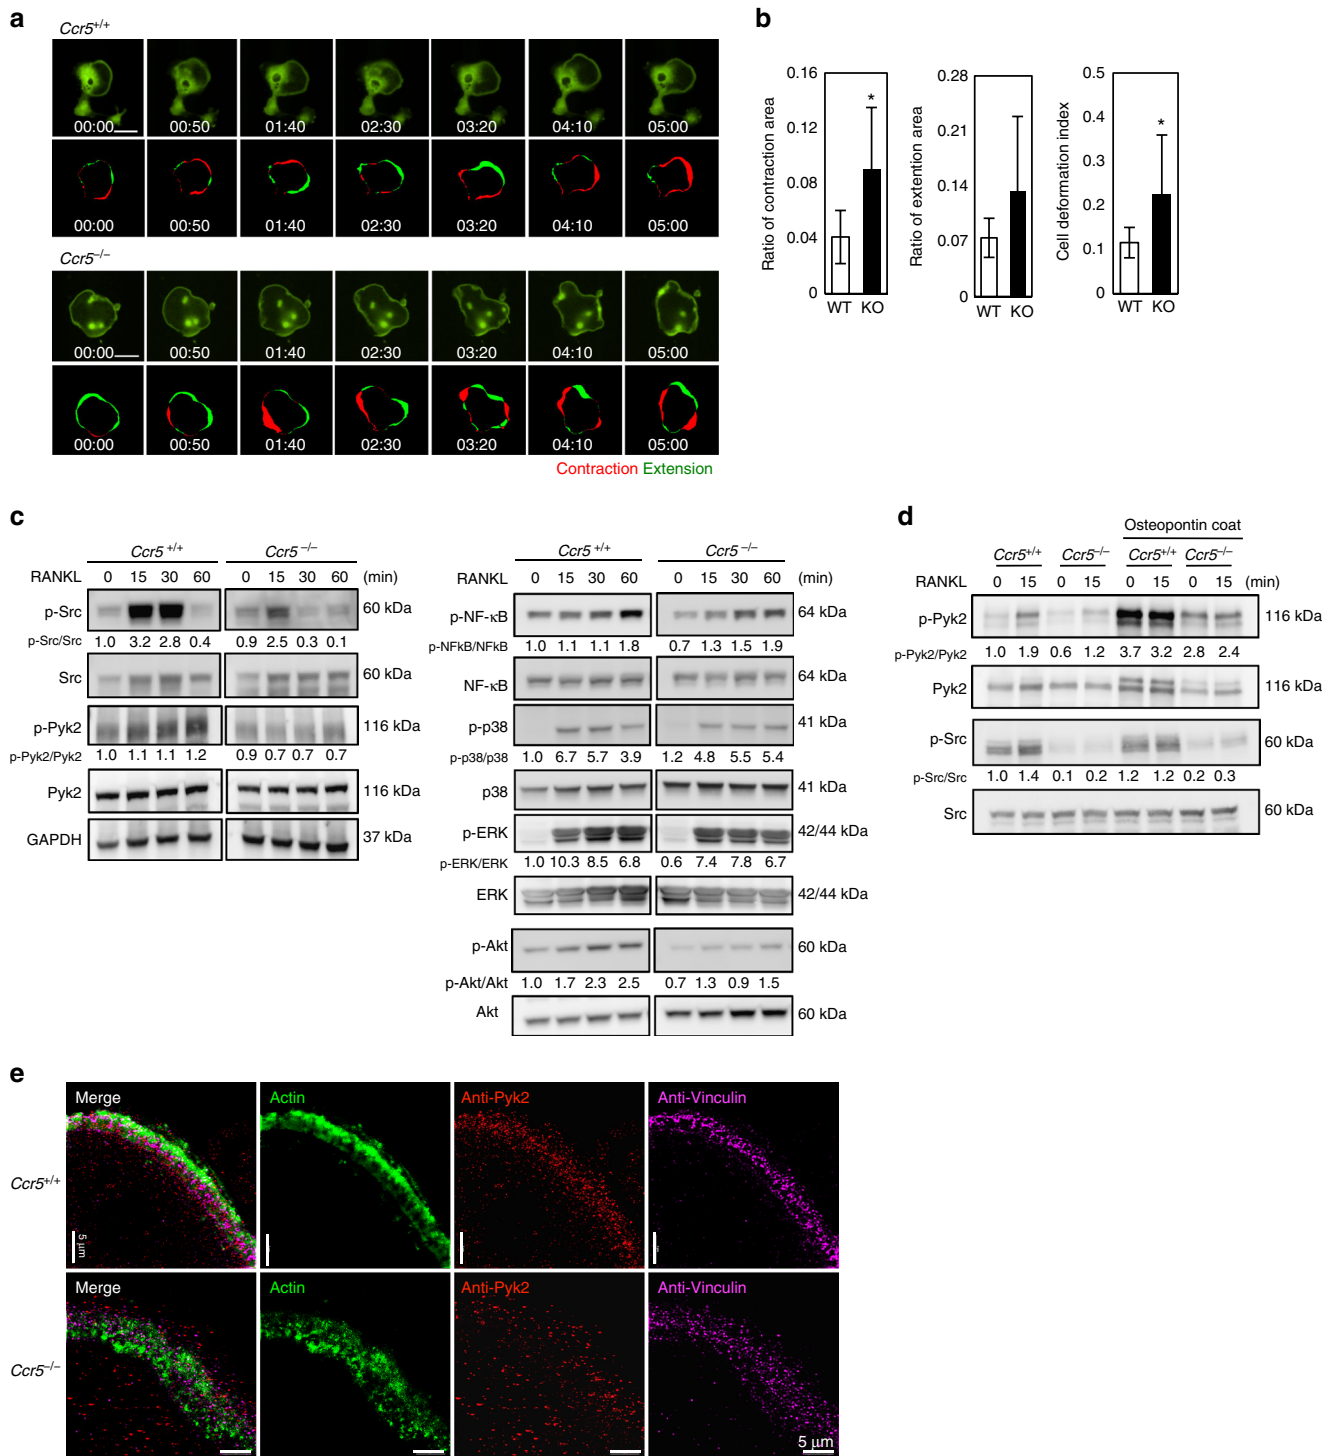 a
Ccr5+/+
00:00 00:50 01:40 02:30 03:20 04:10 05:00
00:00 00:50 01:40 02:30 03:20 04:10 05:00
Ccr5–/–
00:00 00:50 01:40 02:30 03:20 04:10 05:00
00:00 00:50 01:40 02:30 03:20 04:10 05:00
Contraction Extension
b
Ratio of contraction area
0.16
0.12
0.08
0.04
0
*
WT KO
Ratio of extention area
0.28
0.21
0.14
0.07
0
WT KO
Cell deformation index
0.5
0.4
0.3
0.2
0.1
0
*
WT KO
c
Ccr5 +/+ Ccr5 –/–
RANKL 0 15 30 60 0 15 30 60 (min)
p-Src 60 kDa
p-Src/Src 1.0 3.2 2.8 0.4 0.9 2.5 0.3 0.1
Src 60 kDa
p-Pyk2 116 kDa
p-Pyk2/Pyk2 1.0 1.1 1.1 1.2 0.9 0.7 0.7 0.7
Pyk2 116 kDa
GAPDH 37 kDa
Ccr5 +/+ Ccr5 –/–
RANKL 0 15 30 60 0 15 30 60 (min)
p-NF-κB 64 kDa
p-NFkB/NFkB 1.0 1.1 1.1 1.8 0.7 1.3 1.5 1.9
NF-κB 64 kDa
p-p38 41 kDa
p-p38/p38 1.0 6.7 5.7 3.9 1.2 4.8 5.5 5.4
p38 41 kDa
p-ERK 42/44 kDa
p-ERK/ERK 1.0 10.3 8.5 6.8 0.6 7.4 7.8 6.7
ERK 42/44 kDa
p-Akt 60 kDa
p-Akt/Akt 1.0 1.7 2.3 2.5 0.7 1.3 0.9 1.5
Akt 60 kDa
d
Osteopontin coat
Ccr5+/+ Ccr5–/– Ccr5+/+ Ccr5–/–
RANKL 0 15 0 15 0 15 0 15 (min)
p-Pyk2 116 kDa
p-Pyk2/Pyk2 1.0 1.9 0.6 1.2 3.7 3.2 2.8 2.4
Pyk2 116 kDa
p-Src 60 kDa
p-Src/Src 1.0 1.4 0.1 0.2 1.2 1.2 0.2 0.3
Src 60 kDa
e
Merge Actin Anti-Pyk2 Anti-Vinculin
Ccr5+/+
5 µm
Merge Actin Anti-Pyk2 Anti-Vinculin
Ccr5–/–
5 µm